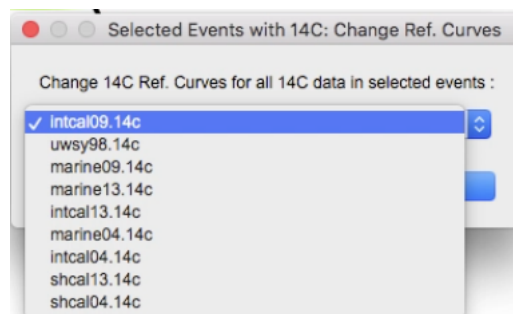 Selected Events with 14C: Change Ref. Curves
Change 14C Ref. Curves for all 14C data in selected events :
✓ intcal09.14c
uwsy98.14c
marine09.14c
marine13.14c
intcal13.14c
marine04.14c
intcal04.14c
shcal13.14c
shcal04.14c